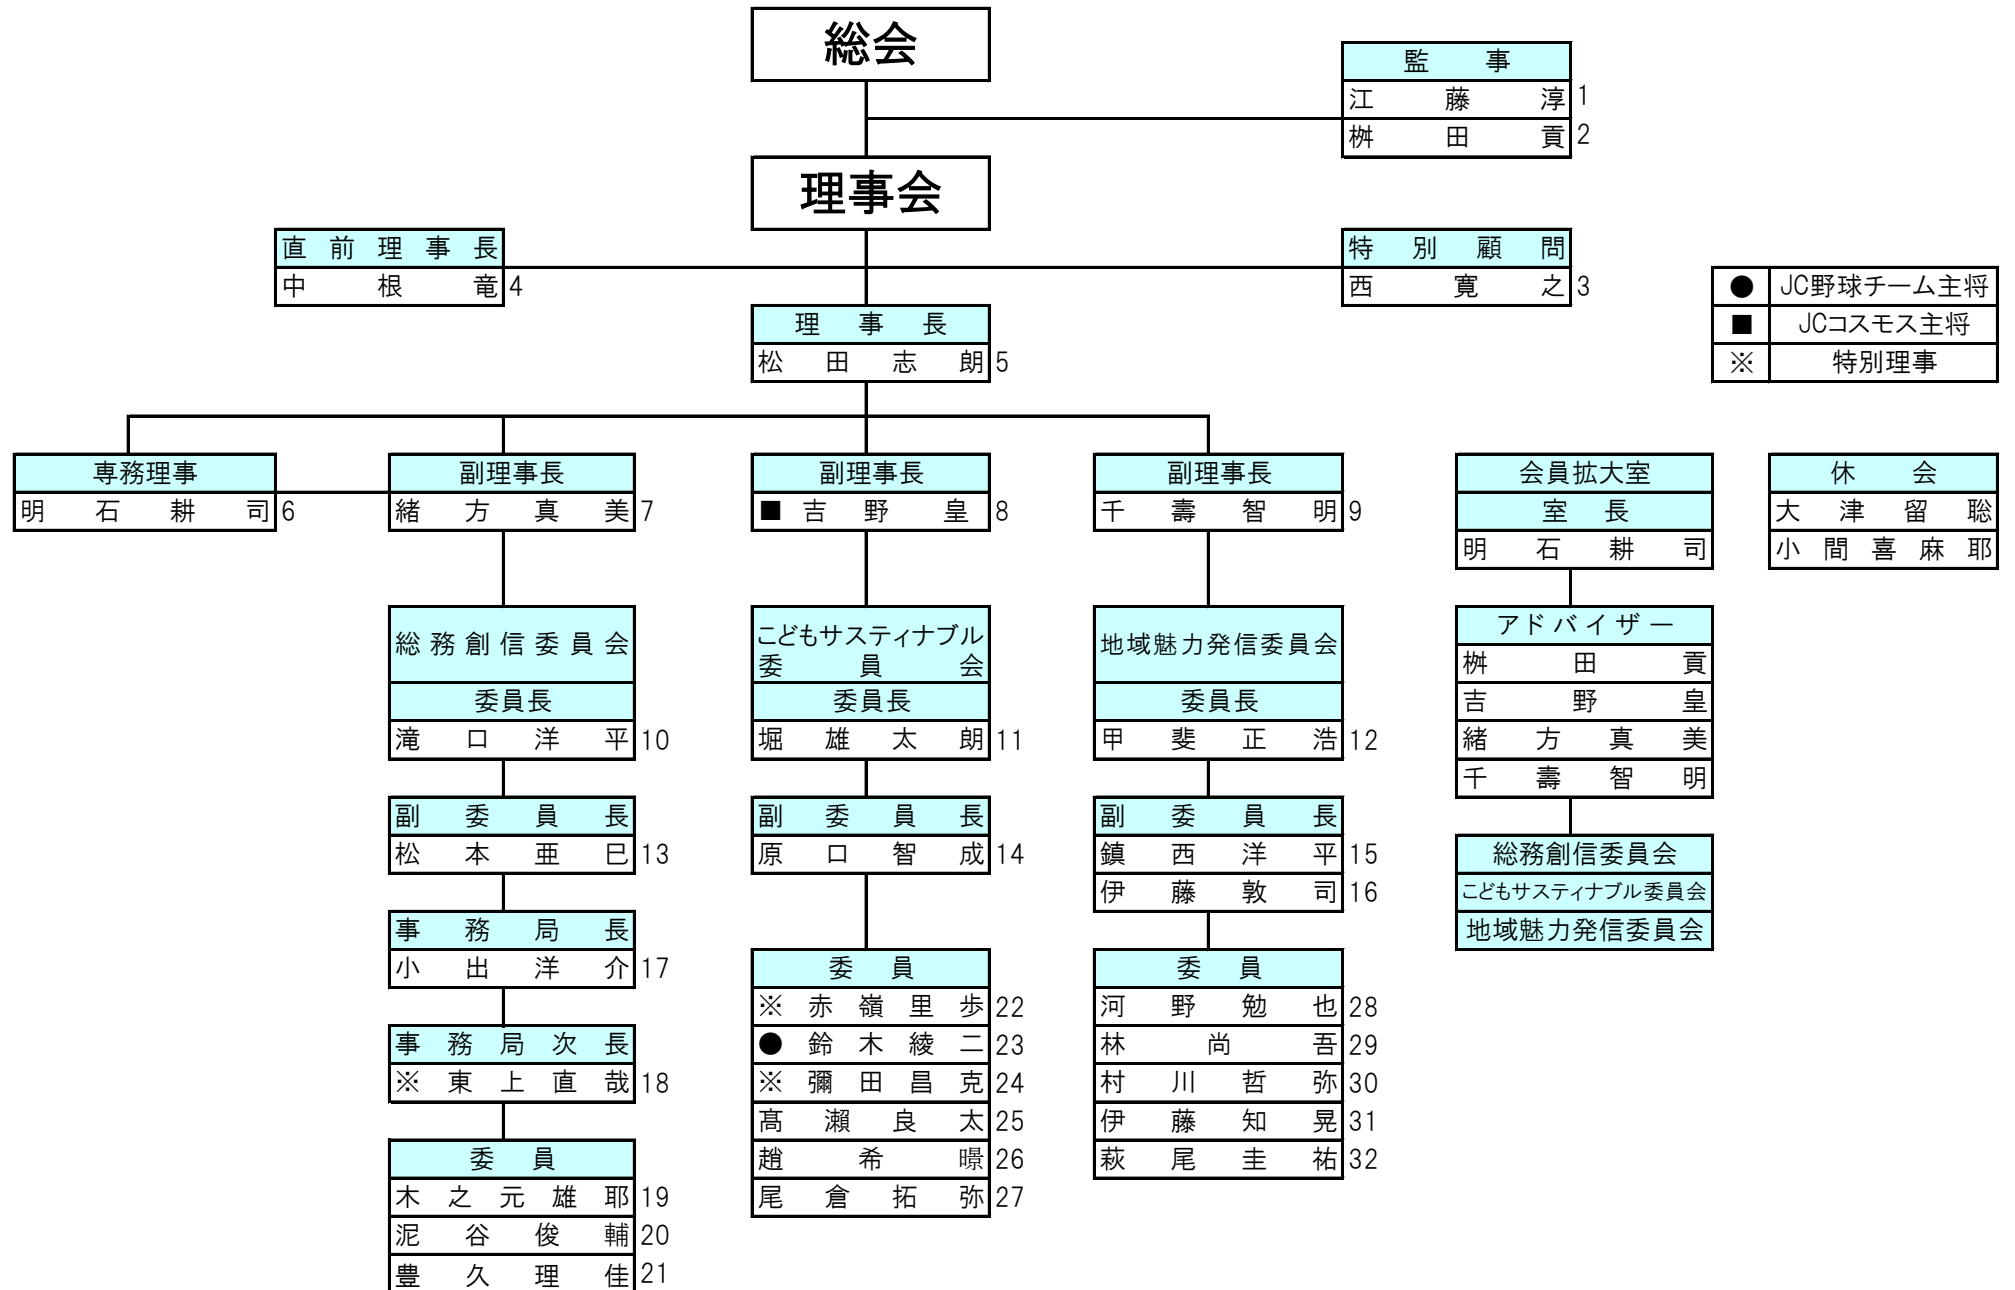 総会
監事
江藤淳 1
桝田貢 2
理事会
直前理事長
中根竜 4
特別顧問
西寛之 3
● JC野球チーム主将
■ JCコスモス主将
※ 特別理事
理事長
松田志朗 5
専務理事
明石耕司 6
副理事長
緒方真美 7
副理事長
■ 吉野皇 8
副理事長
千壽智明 9
会員拡大室
室長
明石耕司
休会
大津留聡
小間喜麻耶
総務創信委員会
委員長
滝口洋平 10
副委員長
松本亜巳 13
事務局長
小出洋介 17
事務局次長
※ 東上直哉 18
委員
木之元雄耶 19
泥谷俊輔 20
豊久理佳 21
こどもサスティナブル
委員会
委員長
堀雄太朗 11
副委員長
原口智成 14
委員
※ 赤嶺里歩 22
● 鈴木綾二 23
※ 彌田昌克 24
髙瀬良太 25
趙希暻 26
尾倉拓弥 27
地域魅力発信委員会
委員長
甲斐正浩 12
副委員長
鎮西洋平 15
伊藤敦司 16
委員
河野勉也 28
林尚吾 29
村川哲弥 30
伊藤知晃 31
萩尾圭祐 32
アドバイザー
桝田貢
吉野皇
緒方真美
千壽智明
総務創信委員会
こどもサスティナブル委員会
地域魅力発信委員会